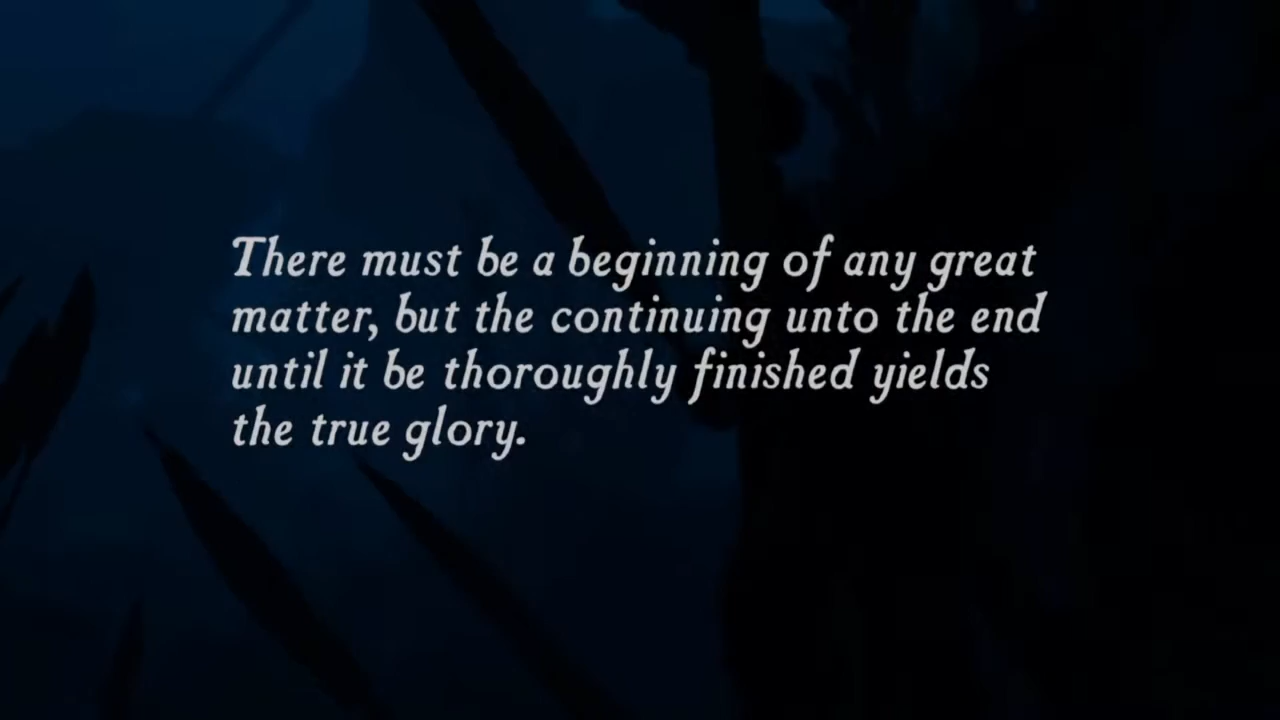 There must be a beginning of any great
matter, but the continuing unto the end
until it be thoroughly finished yields
the true glory.